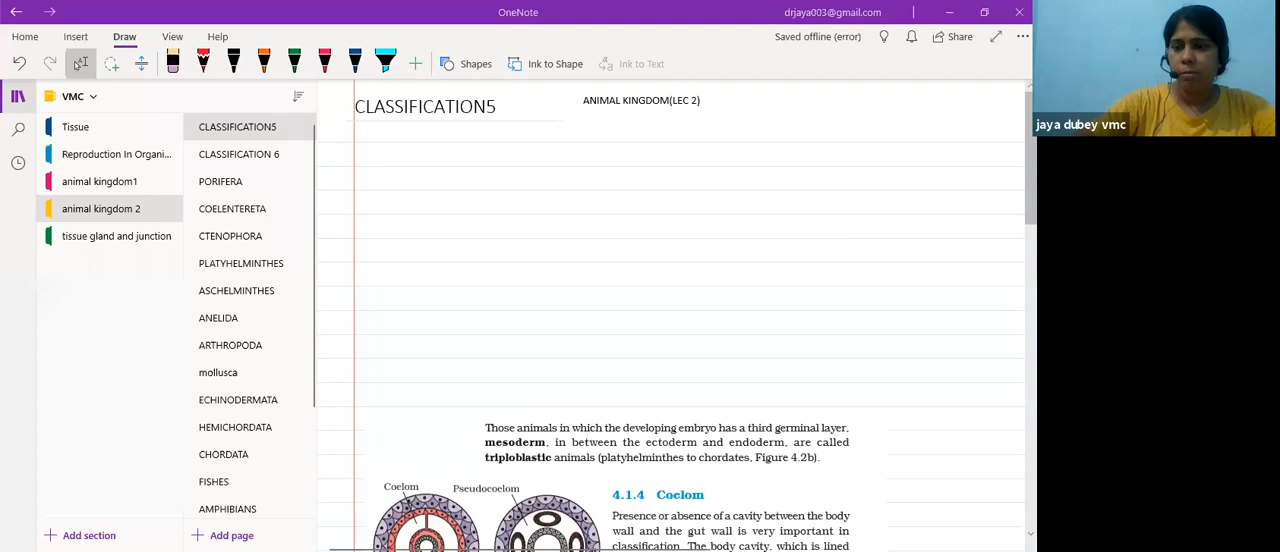 OneNote
drjaya003@gmail.com
Home
Insert
Draw
View
Help
Saved offline (error)
Share
Shapes
Ink to Shape
Ink to Text
VMC
Tissue
Reproduction In Organi...
animal kingdom1
animal kingdom 2
tissue gland and junction
Add section
CLASSIFICATION5
CLASSIFICATION 6
PORIFERA
COELENTERETA
CTENOPHORA
PLATYHELMINTHES
ASCHELMINTHES
ANELIDA
ARTHROPODA
mollusca
ECHINODERMATA
HEMICHORDATA
CHORDATA
FISHES
AMPHIBIANS
Add page
CLASSIFICATION5
ANIMAL KINGDOM(LEC 2)
Those animals in which the developing embryo has a third germinal layer,
mesoderm, in between the ectoderm and endoderm, are called
triploblastic animals (platyhelminthes to chordates, Figure 4.2b).
Coelom
Pseudocoelom
4.1.4 Coelom
Presence or absence of a cavity between the body
wall and the gut wall is very important in
classification. The body cavity, which is lined
jaya dubey vmc